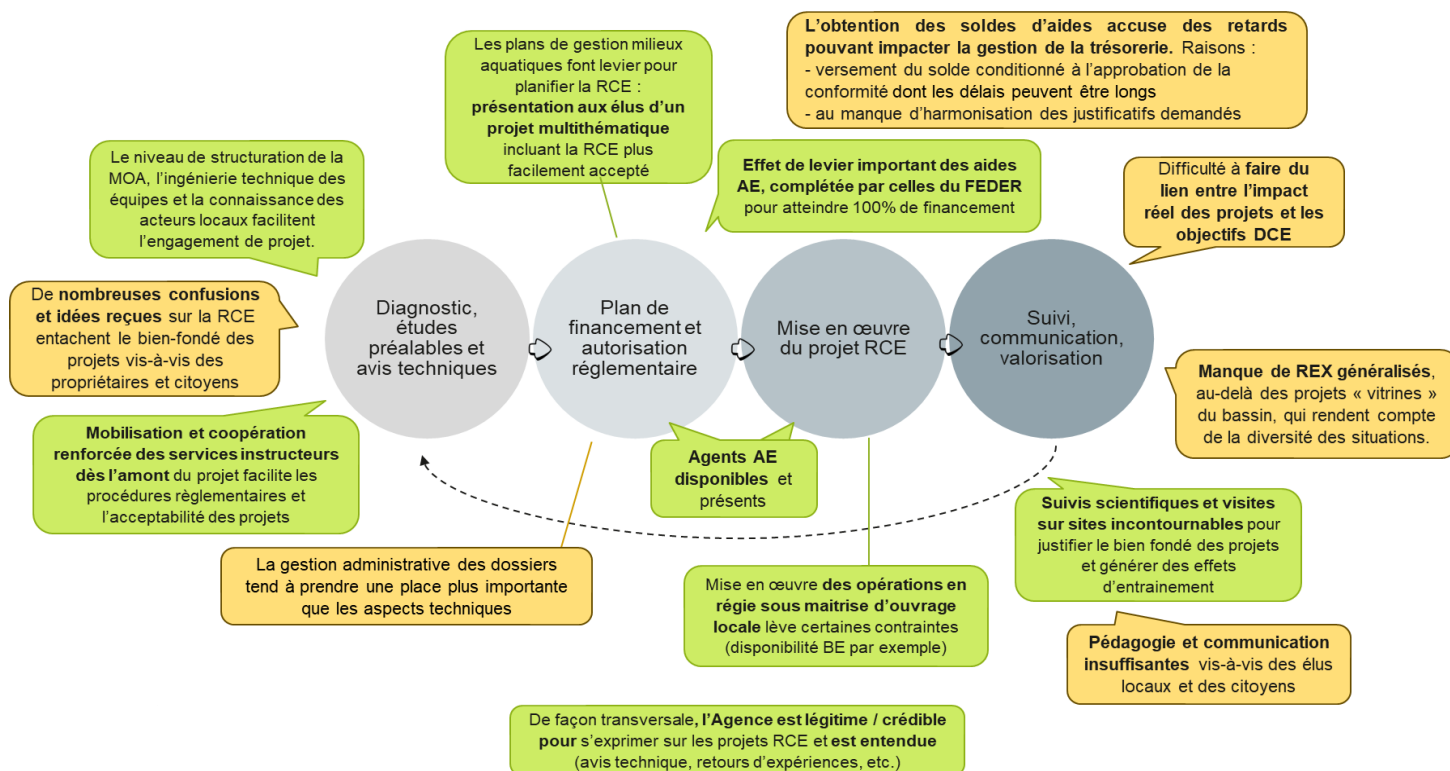 Les plans de gestion milieux
aquatiques font levier pour
planifier la RCE :
présentation aux élus d'un
projet multithématique
incluant la RCE plus
facilement accepté
L'obtention des soldes d'aides accuse des retards
pouvant impacter la gestion de la trésorerie. Raisons :
- versement du solde conditionné à l'approbation de la
conformité dont les délais peuvent être longs
- au manque d'harmonisation des justificatifs demandés
Le niveau de structuration de la
MOA, l'ingénierie technique des
équipes et la connaissance des
acteurs locaux facilitent
l'engagement de projet.
Effet de levier important des aides
AE, complétée par celles du FEDER
pour atteindre 100% de financement
Difficulté à faire du
lien entre l'impact
réel des projets et les
objectifs DCE
De nombreuses confusions
et idées reçues sur la RCE
entachent le bien-fondé des
projets vis-à-vis des
propriétaires et citoyens
Diagnostic,
études
préalables et
avis techniques
Plan de
financement et
autorisation
réglementaire
Mise en œuvre
du projet RCE
Suivi,
communication,
valorisation
Manque de REX généralisés,
au-delà des projets « vitrines »
du bassin, qui rendent compte
de la diversité des situations.
Mobilisation et coopération
renforcée des services instructeurs
dès l'amont du projet facilite les
procédures règlementaires et
l'acceptabilité des projets
Agents AE
disponibles et
présents
Suivis scientifiques et visites
sur sites incontournables pour
justifier le bien fondé des projets
et générer des effets
d'entrainement
La gestion administrative des dossiers
tend à prendre une place plus importante
que les aspects techniques
Mise en œuvre des opérations en
régie sous maitrise d'ouvrage
locale lève certaines contraintes
(disponibilité BE par exemple)
Pédagogie et communication
insuffisantes vis-à-vis des élus
locaux et des citoyens
De façon transversale, l'Agence est légitime / crédible
pour s'exprimer sur les projets RCE et est entendue
(avis technique, retours d'expériences, etc.)